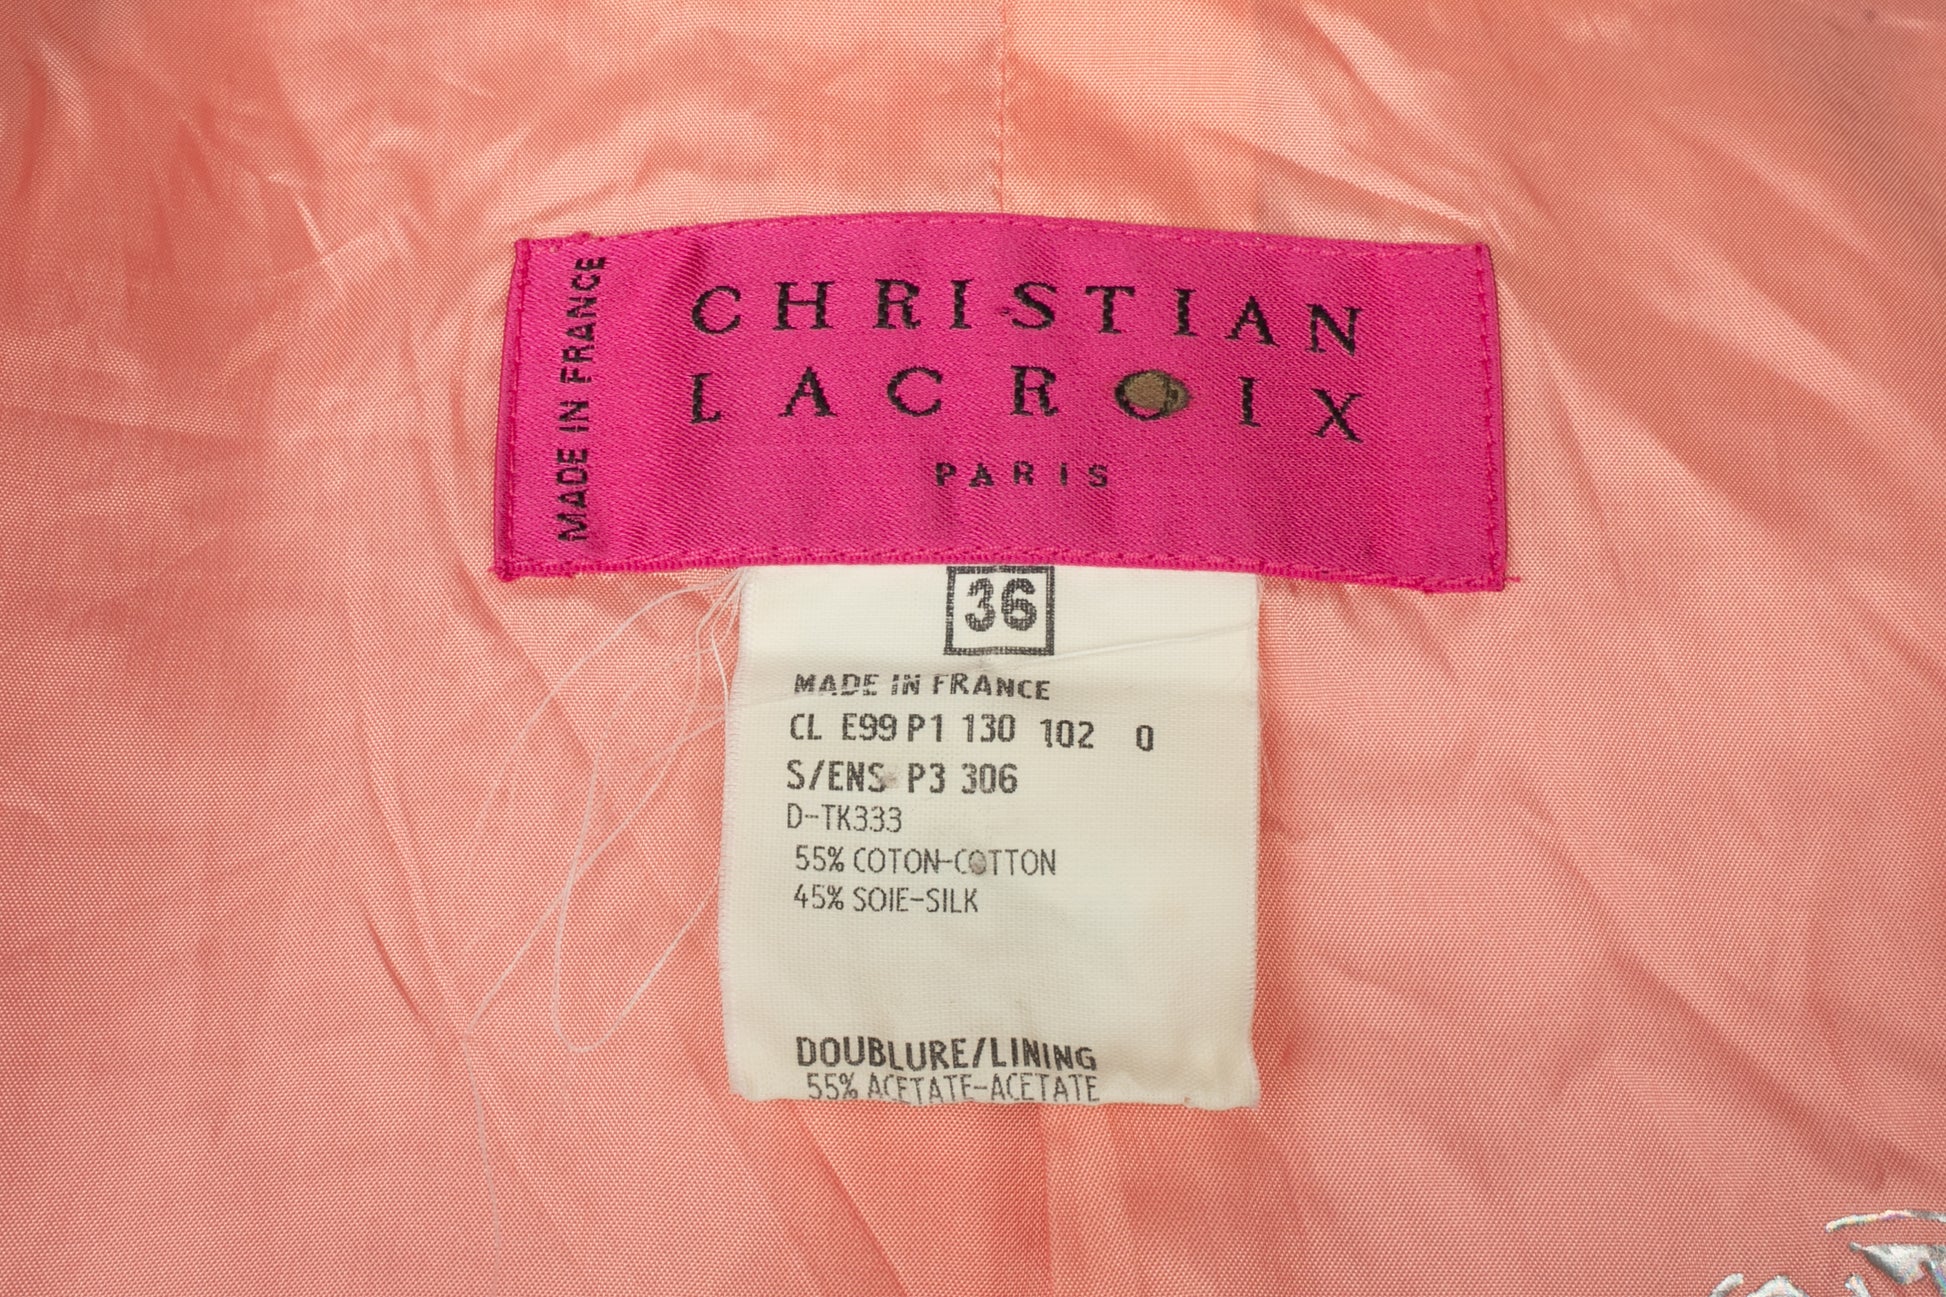 MADE IN FRANCE
CHRISTIAN
LACROIX
PARIS
36
MADE IN FRANCE
CL E99 P1 130 102 0
S/ENS P3 306
D-TK333
55% COTON-COTTON
45% SOIE-SILK
DOUBLURE/LINING
55% ACETATE-ACETATE